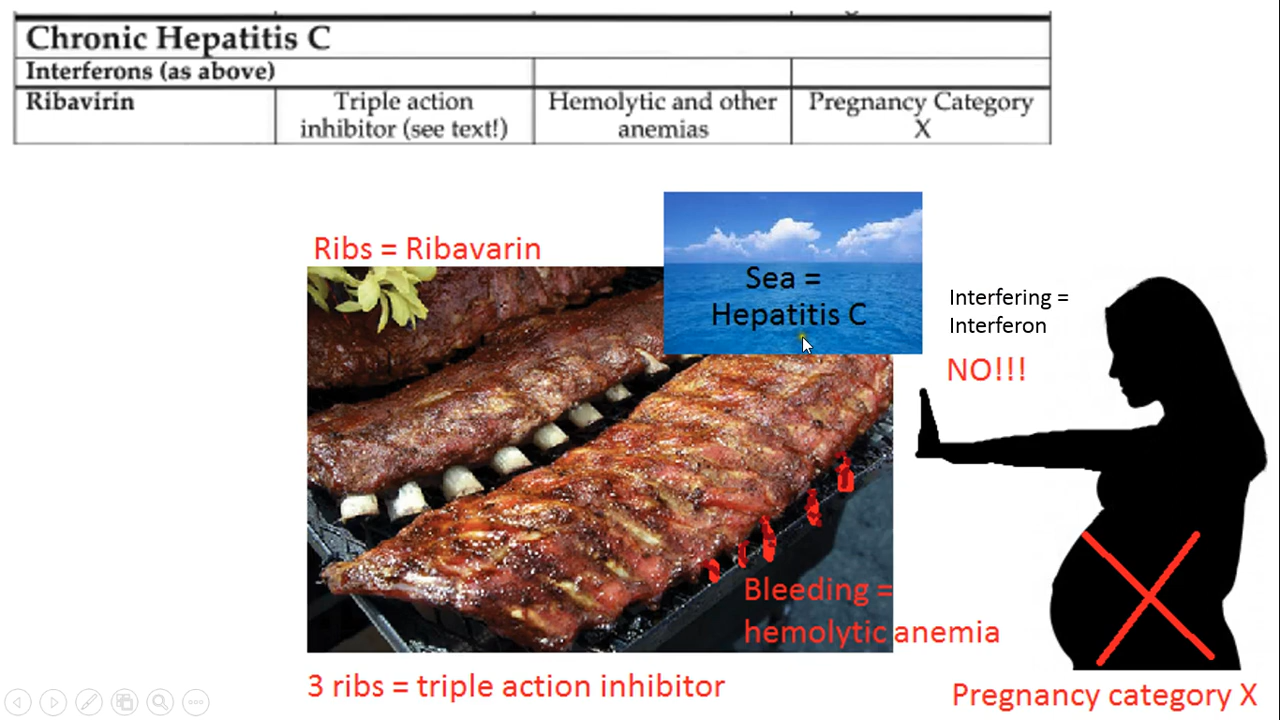 Chronic Hepatitis C
Interferons (as above)
Ribavirin
Triple action
inhibitor (see text!)
Hemolytic and other
anemias
Pregnancy Category
X
Ribs = Ribavarin
Sea =
Hepatitis C
Interfering =
Interferon
NO!!!
Bleeding =
hemolytic anemia
3 ribs = triple action inhibitor
Pregnancy category X